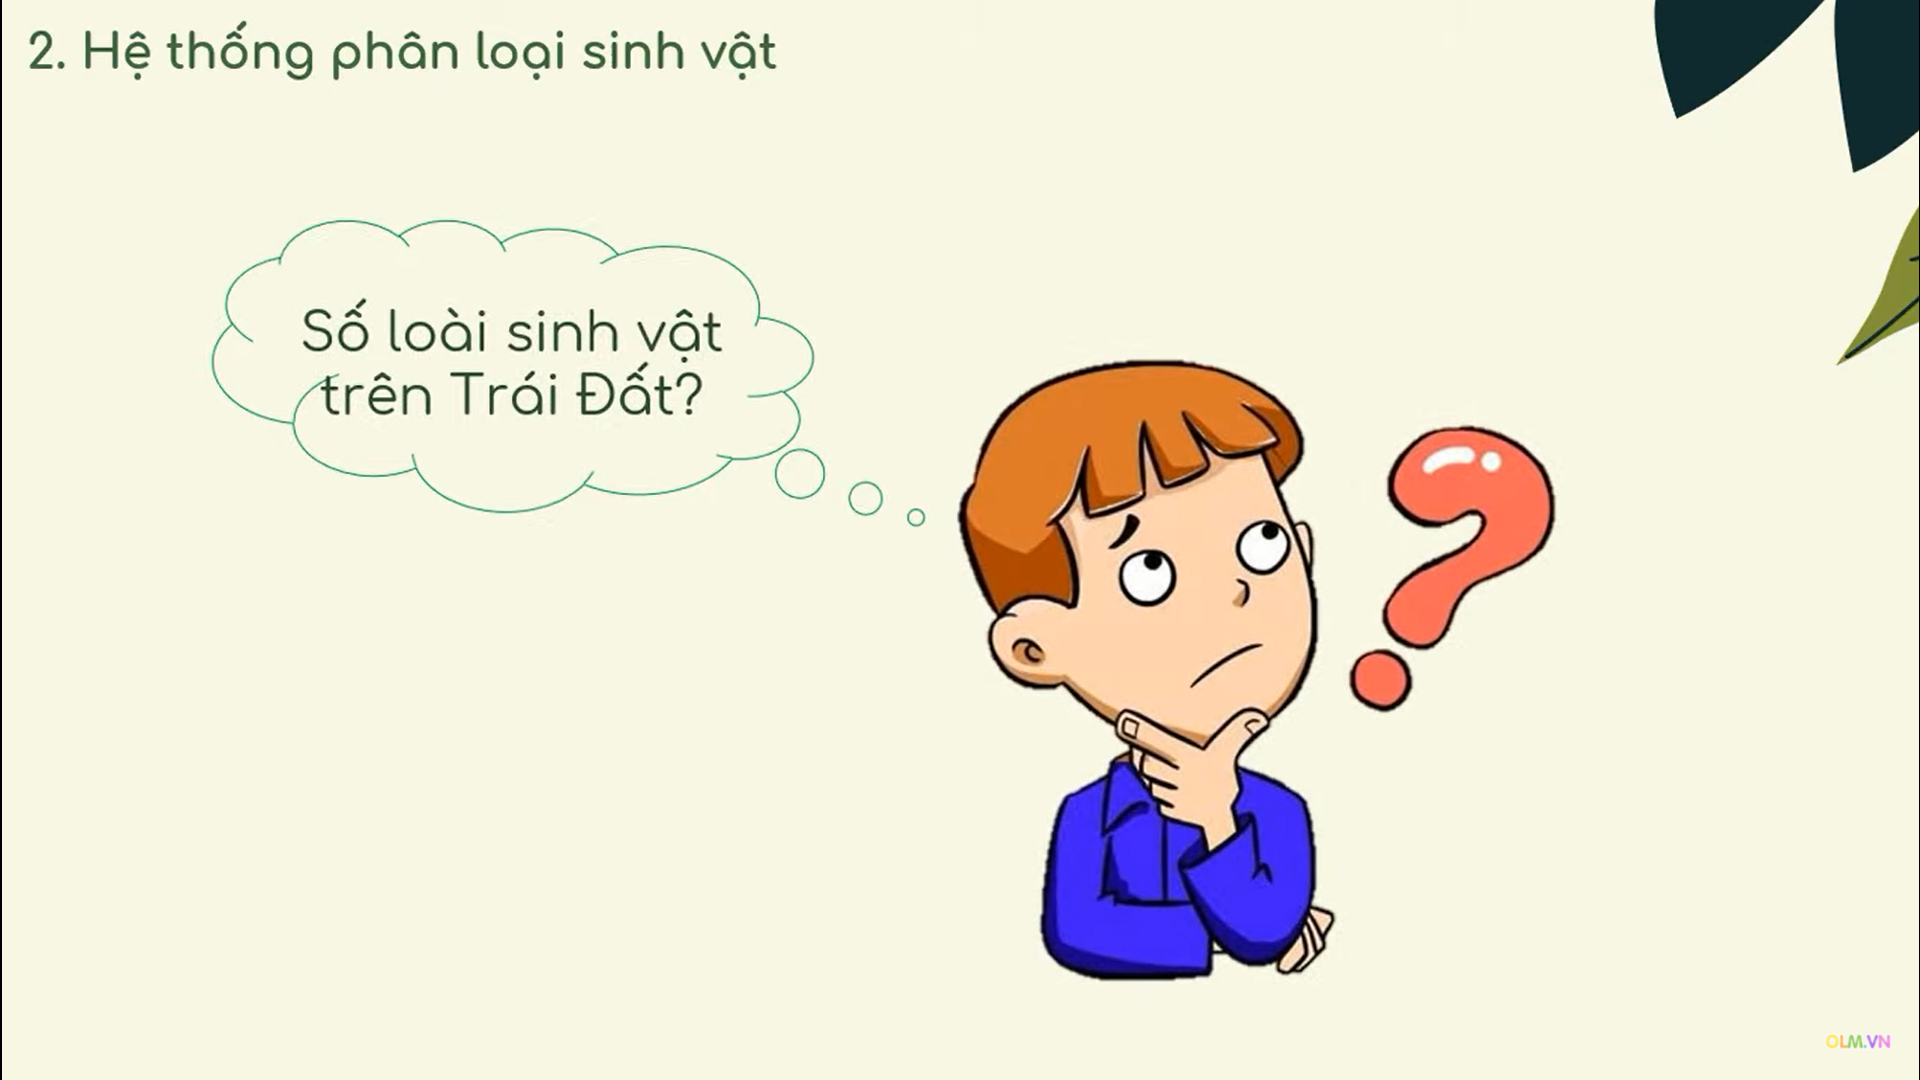 2. Hệ thống phân loại sinh vật
Số loài sinh vật
trên Trái Đất?
OLM.VN